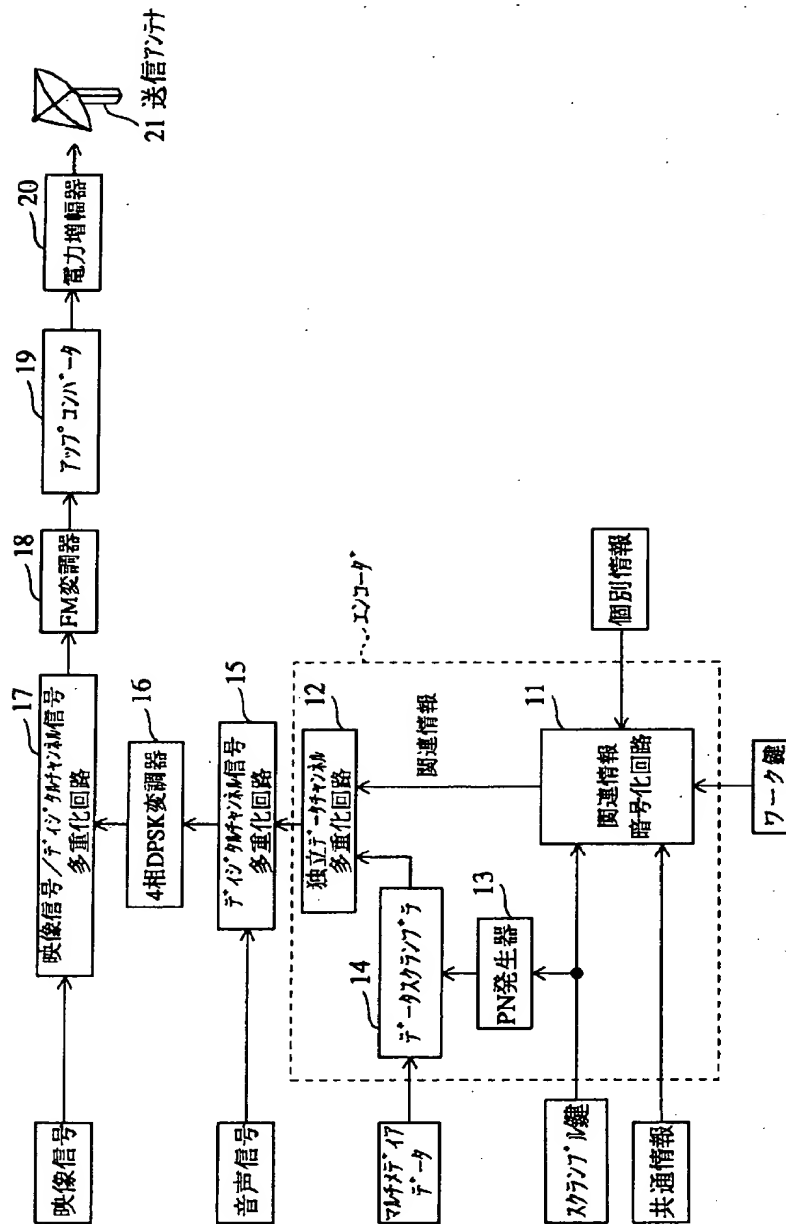 映像信号
17
映像信号/ディジタルチャンネル信号
多重化回路
18
FM変調器
19
アップコンバータ
20
電力増幅器
21 送信アンテナ
16
4相DPSK変調器
音声信号
15
ディジタルチャンネル信号
多重化回路
エンコーダ
12
独立データチャンネル
多重化回路
関連情報
マルチメディア
データ
14
データスクランブラ
13
PN発生器
11
関連情報
暗号化回路
個別情報
スクランブル鍵
共通情報
ワーク鍵